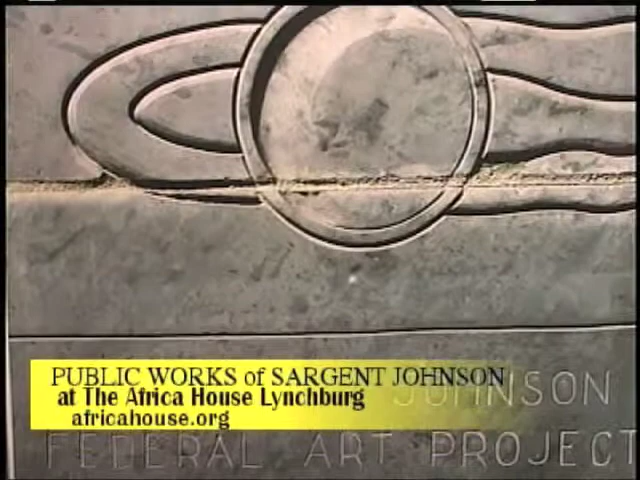 PUBLIC WORKS of SARGENT JOHNSON
at The Africa House Lynchburg
africahouse.org
JOHNSON
FEDERAL ART PROJECT